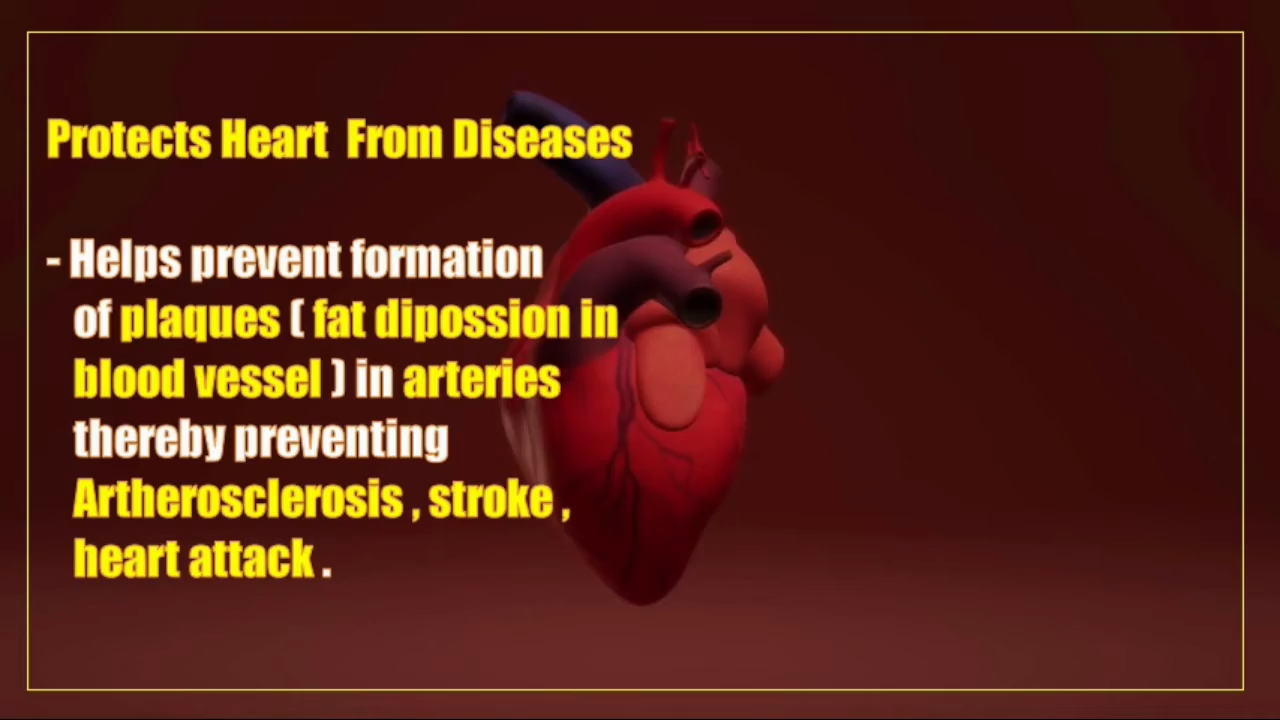 Protects Heart From Diseases
- Helps prevent formation
of plaques ( fat dipossion in
blood vessel ) in arteries
thereby preventing
Artherosclerosis , stroke ,
heart attack .